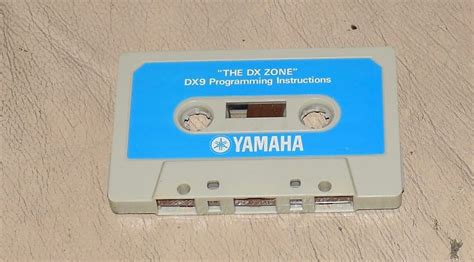 "THE DX ZONE"
DX9 Programming Instructions
YAMAHA